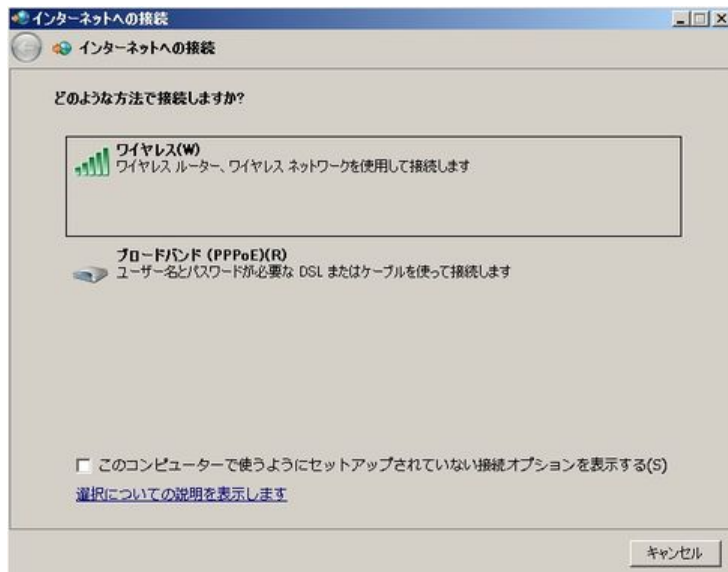 インターネットへの接続
インターネットへの接続
どのような方法で接続しますか?
ワイヤレス(W)
ワイヤレス ルーター、ワイヤレス ネットワークを使用して接続します
ブロードバンド (PPPoE)(R)
ユーザー名とパスワードが必要な DSL またはケーブルを使って接続します
このコンピューターで使うようにセットアップされていない接続オプションを表示する(S)
選択についての説明を表示します
キャンセル